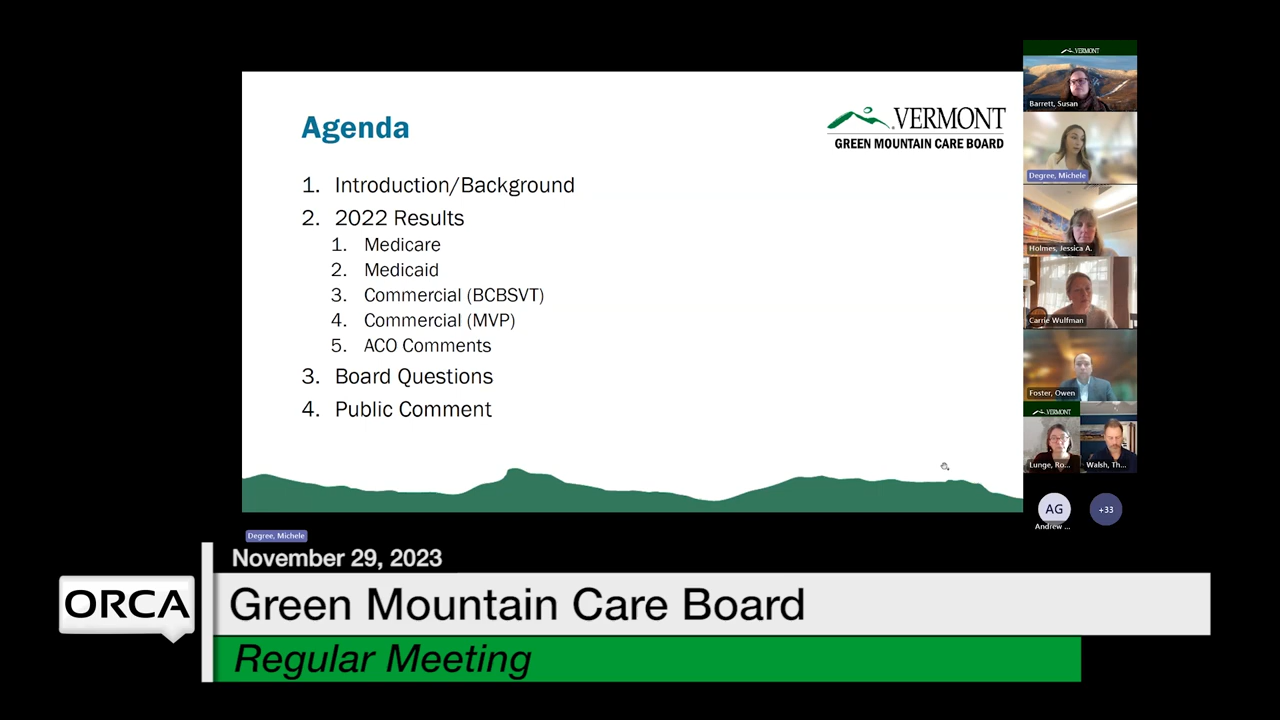 Agenda
VERMONT
GREEN MOUNTAIN CARE BOARD
1. Introduction/Background
2. 2022 Results
1. Medicare
2. Medicaid
3. Commercial (BCBSVT)
4. Commercial (MVP)
5. ACO Comments
3. Board Questions
4. Public Comment
VERMONT
Barrett, Susan
Degree, Michele
Holmes, Jessica A.
Carrie Wulfman
Foster, Owen
VERMONT
Lunge, Ro...
Walsh, Th...
AG
+33
Andrew ...
Degree, Michele
November 29, 2023
ORCA
Green Mountain Care Board
Regular Meeting